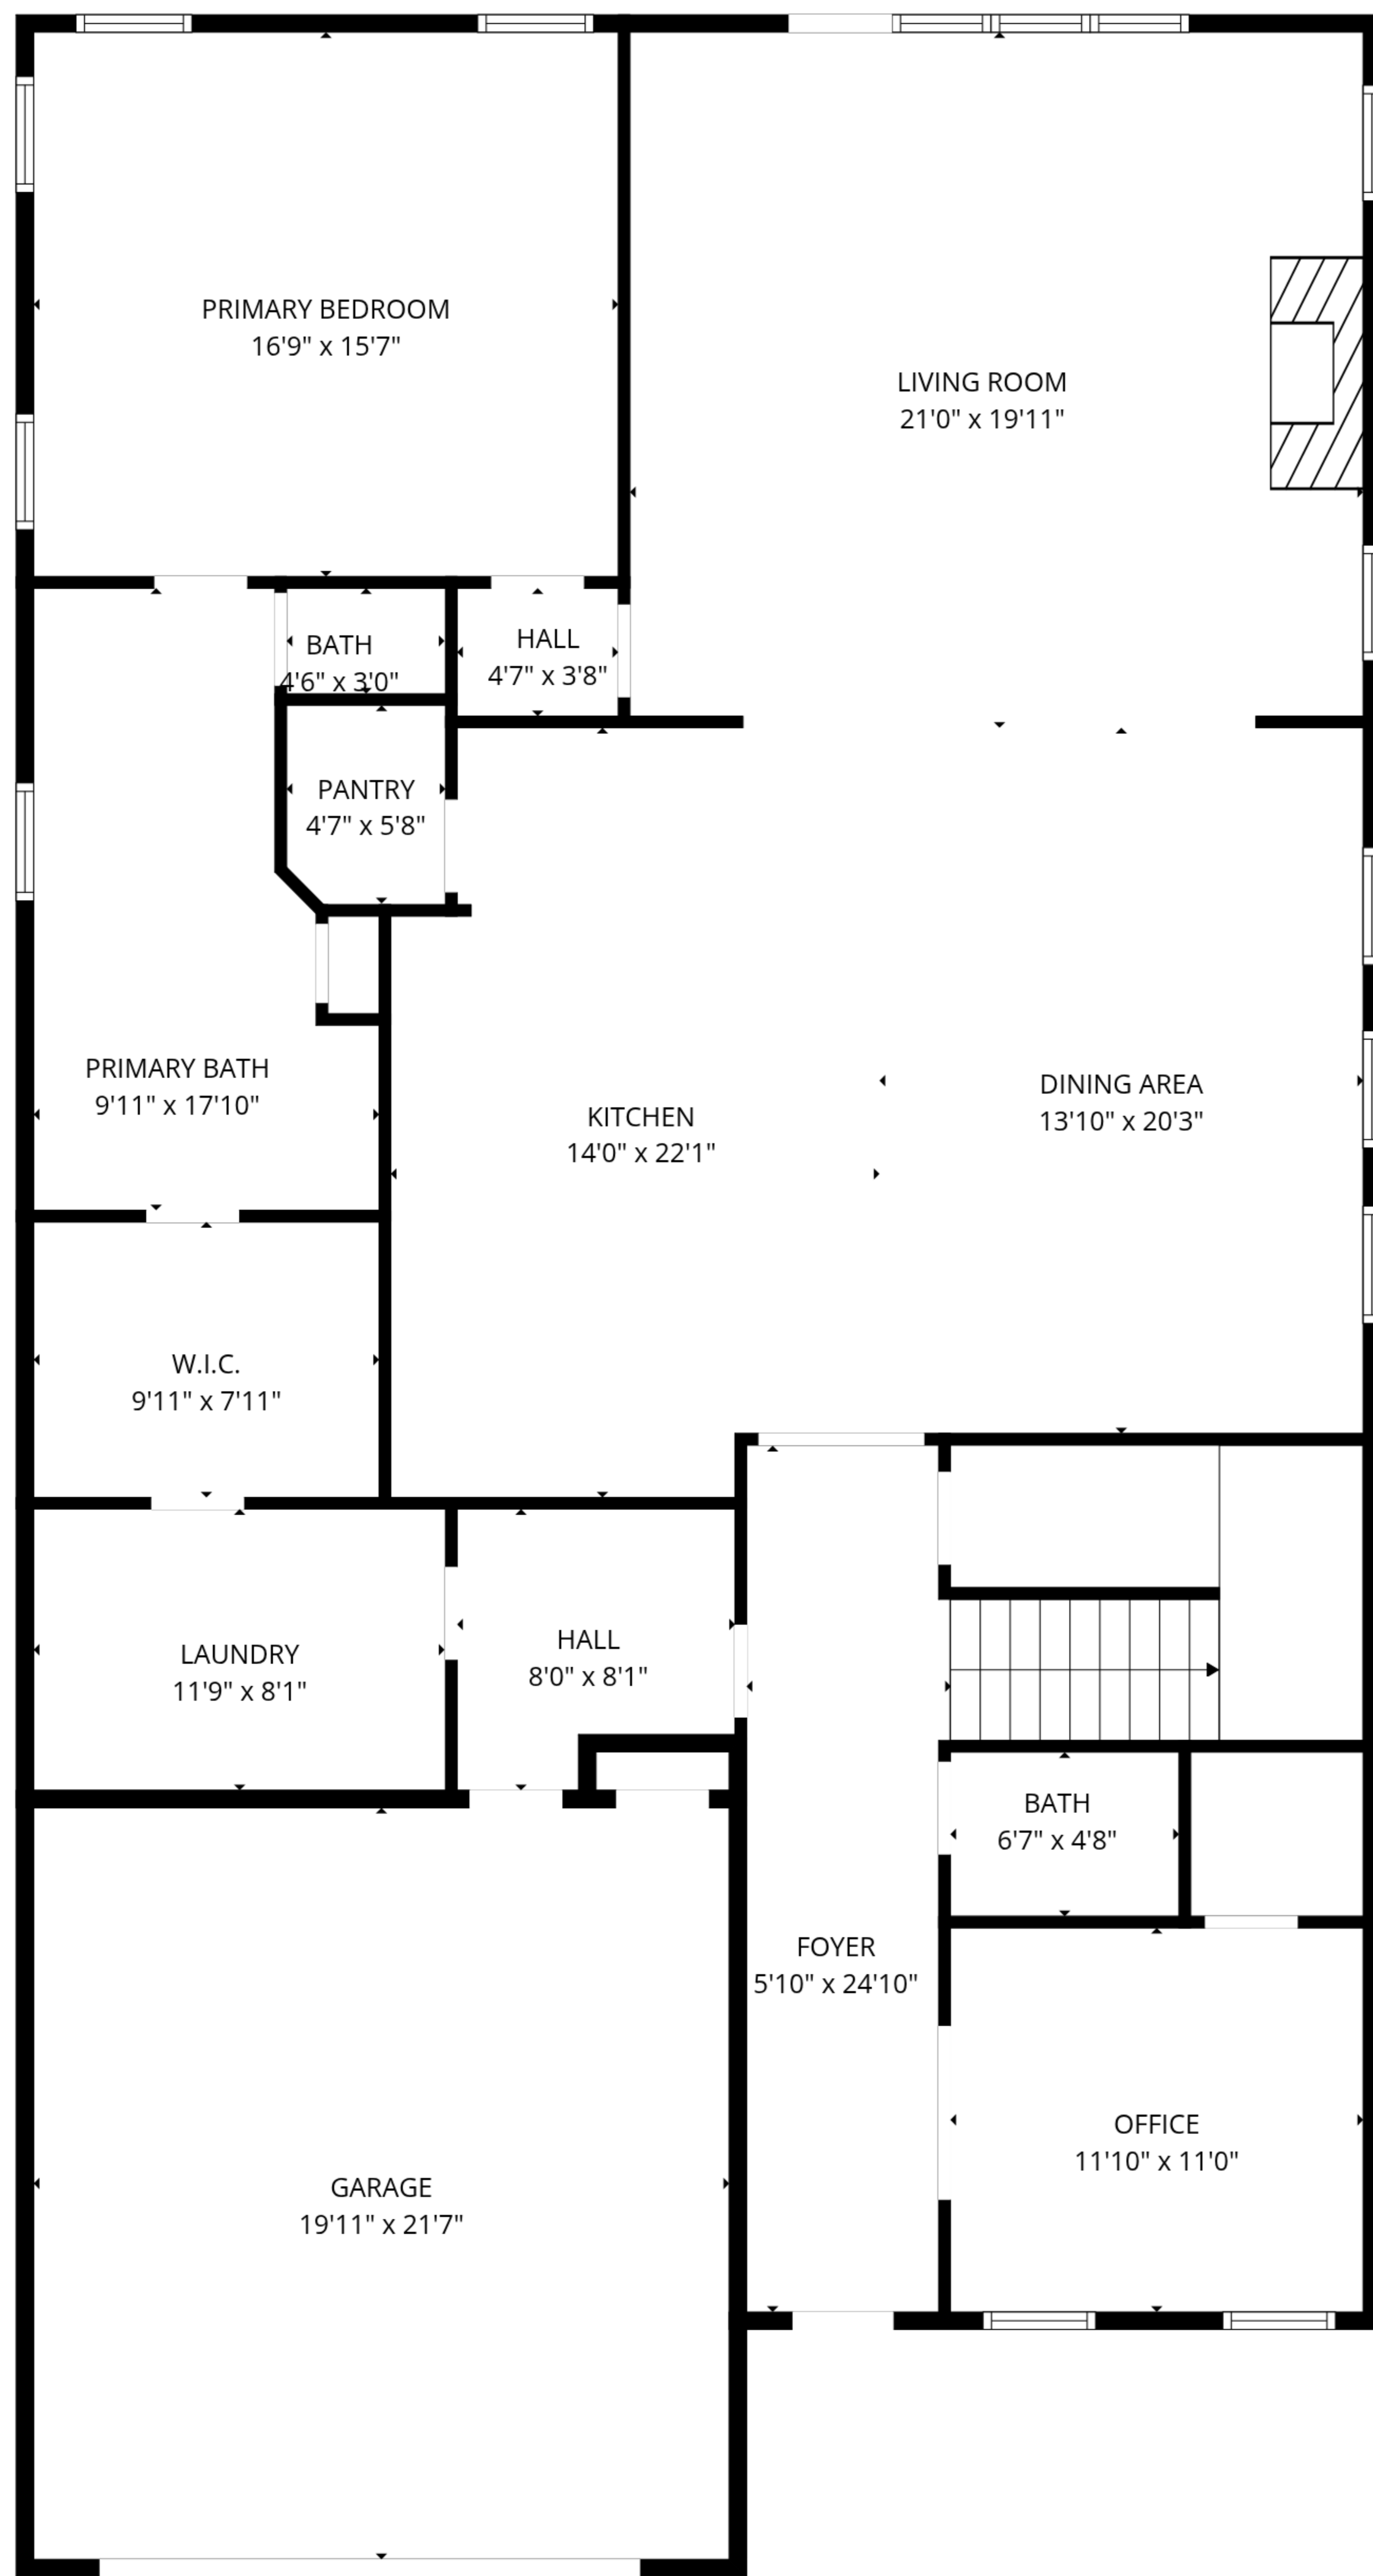 PRIMARY BEDROOM
16'9" x 15'7"
LIVING ROOM
21'0" x 19'11"
BATH
4'6" x 3'0"
HALL
4'7" x 3'8"
PANTRY
4'7" x 5'8"
PRIMARY BATH
9'11" x 17'10"
KITCHEN
14'0" x 22'1"
DINING AREA
13'10" x 20'3"
W.I.C.
9'11" x 7'11"
LAUNDRY
11'9" x 8'1"
HALL
8'0" x 8'1"
BATH
6'7" x 4'8"
FOYER
5'10" x 24'10"
OFFICE
11'10" x 11'0"
GARAGE
19'11" x 21'7"